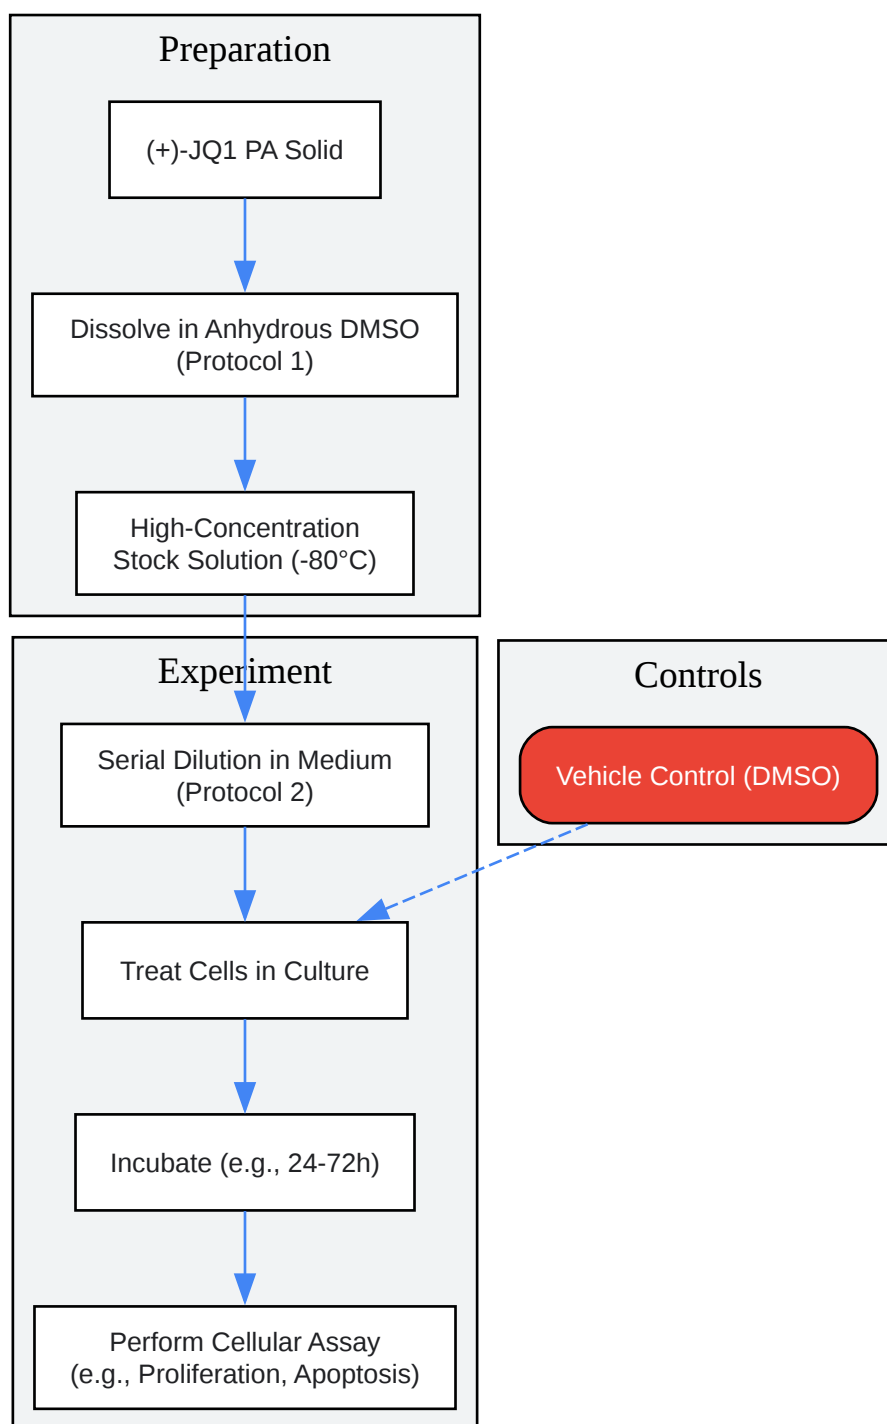 Preparation
(+)-JQ1 PA Solid
Dissolve in Anhydrous DMSO
(Protocol 1)
High-Concentration
Stock Solution (-80°C)
Experiment
Serial Dilution in Medium
(Protocol 2)
Treat Cells in Culture
Incubate (e.g., 24-72h)
Perform Cellular Assay
(e.g., Proliferation, Apoptosis)
Controls
Vehicle Control (DMSO)